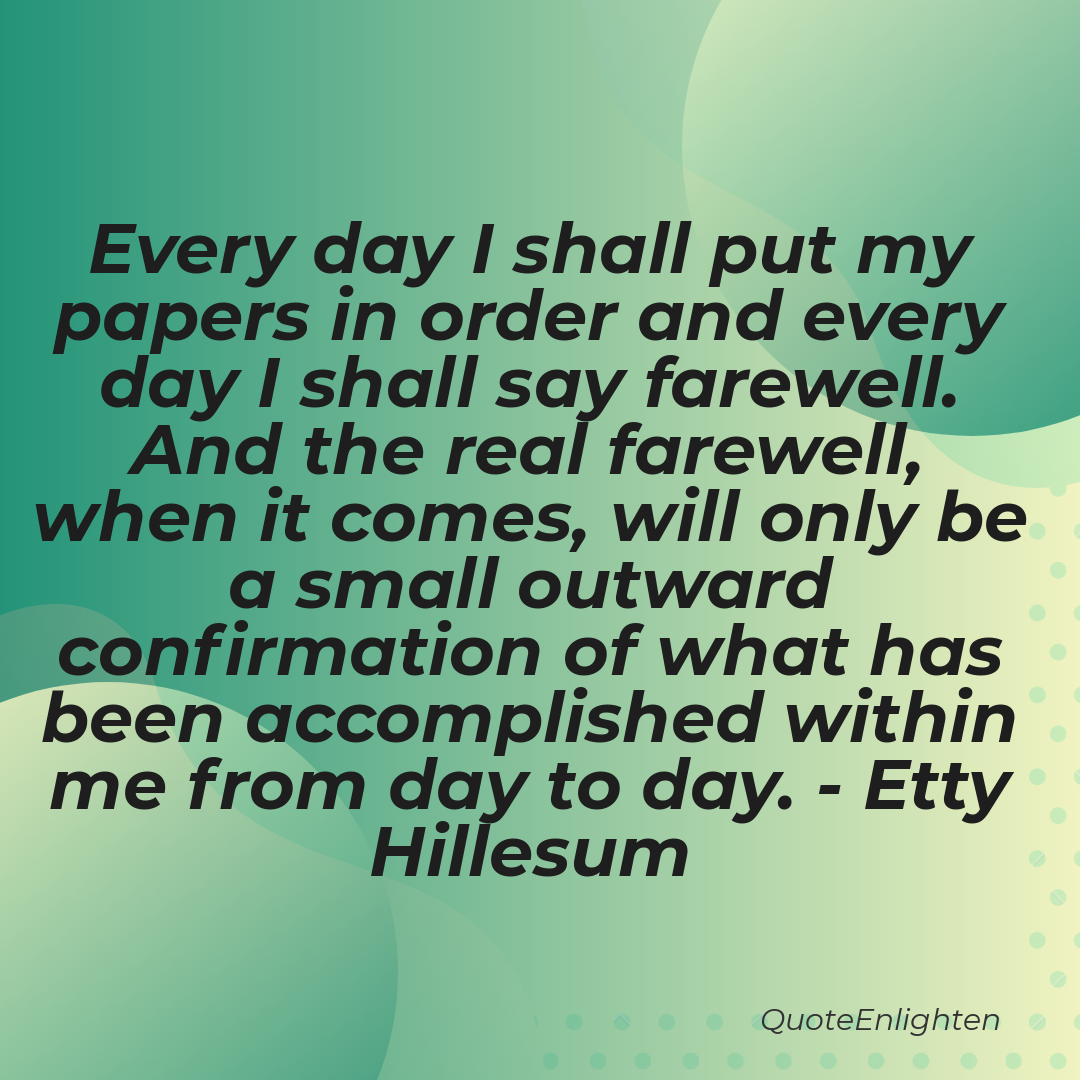 Every day I shall put my
papers in order and every
day I shall say farewell.
And the real farewell,
when it comes, will only be
a small outward
confirmation of what has
been accomplished within
me from day to day. - Etty
Hillesum
QuoteEnlighten